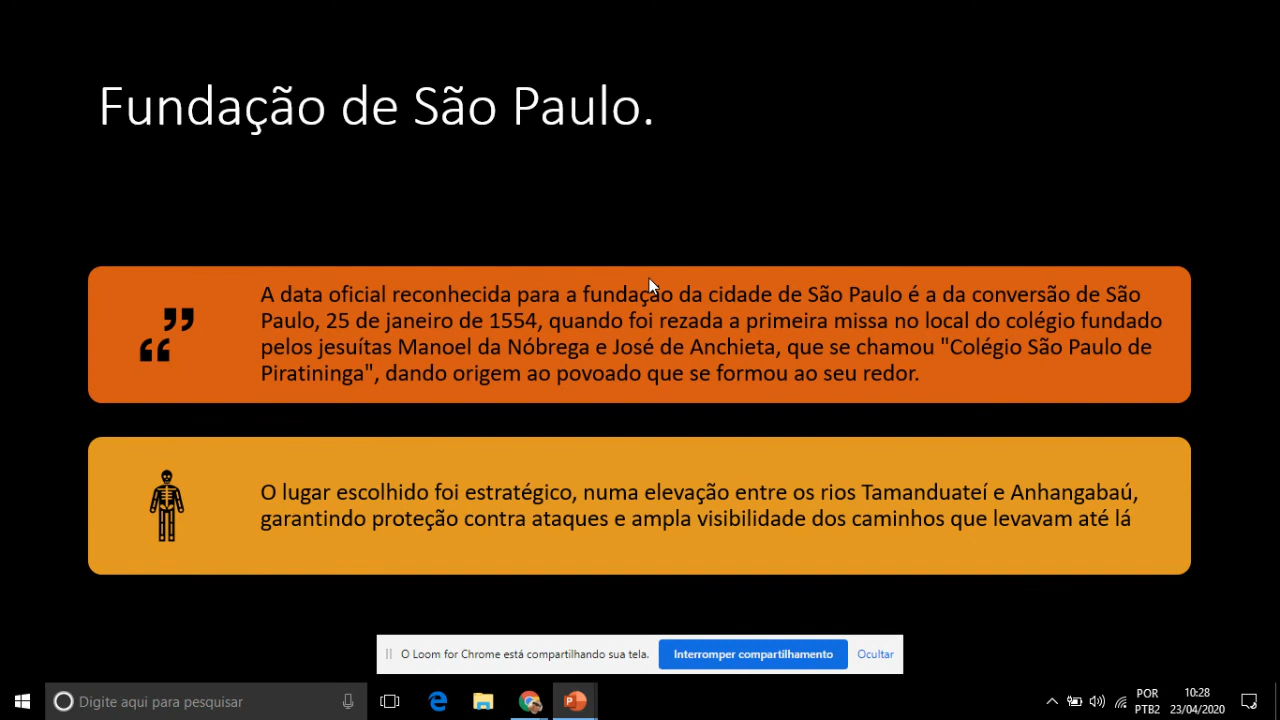 Fundação de São Paulo.
A data oficial reconhecida para a fundação da cidade de São Paulo é a da conversão de São
Paulo, 25 de janeiro de 1554, quando foi rezada a primeira missa no local do colégio fundado
pelos jesuítas Manoel da Nóbrega e José de Anchieta, que se chamou "Colégio São Paulo de
Piratininga", dando origem ao povoado que se formou ao seu redor.
O lugar escolhido foi estratégico, numa elevação entre os rios Tamanduateí e Anhangabaú,
garantindo proteção contra ataques e ampla visibilidade dos caminhos que levavam até lá
O Loom for Chrome está compartilhando sua tela. Interromper compartilhamento Ocultar
Digite aqui para pesquisar
POR 10:28
PTB2 23/04/2020